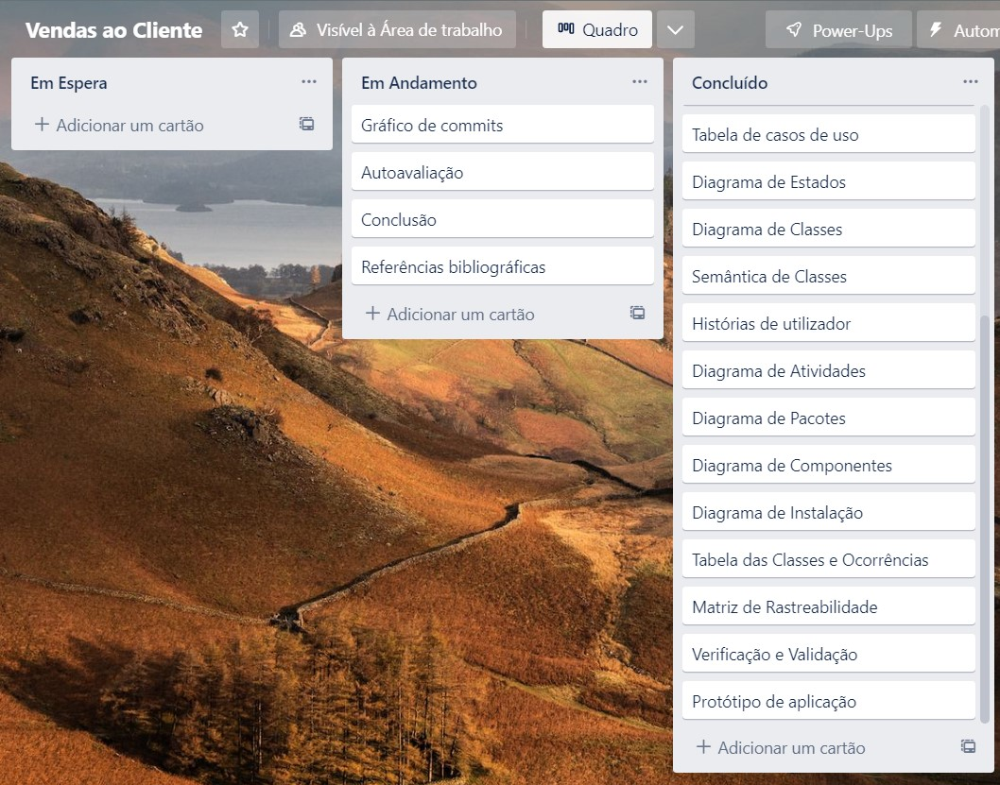 Vendas ao Cliente
Visível à Área de trabalho
Quadro
Power-Ups
Autom
Em Espera
Adicionar um cartão
Em Andamento
Gráfico de commits
Autoavaliação
Conclusão
Referências bibliográficas
Adicionar um cartão
Concluído
Tabela de casos de uso
Diagrama de Estados
Diagrama de Classes
Semântica de Classes
Histórias de utilizador
Diagrama de Atividades
Diagrama de Pacotes
Diagrama de Componentes
Diagrama de Instalação
Tabela das Classes e Ocorrências
Matriz de Rastreabilidade
Verificação e Validação
Protótipo de aplicação
Adicionar um cartão